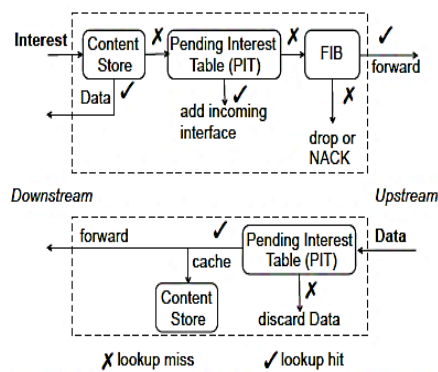 Interest
Content
Store
✗
Pending Interest
Table (PIT)
✗
FIB
✓
forward
Data
✓
✓
add incoming
interface
✗
drop or
NACK
Downstream
Upstream
forward
✓
cache
Pending Interest
Table (PIT)
Data
Content
Store
✗
discard Data
✗ lookup miss
✓ lookup hit